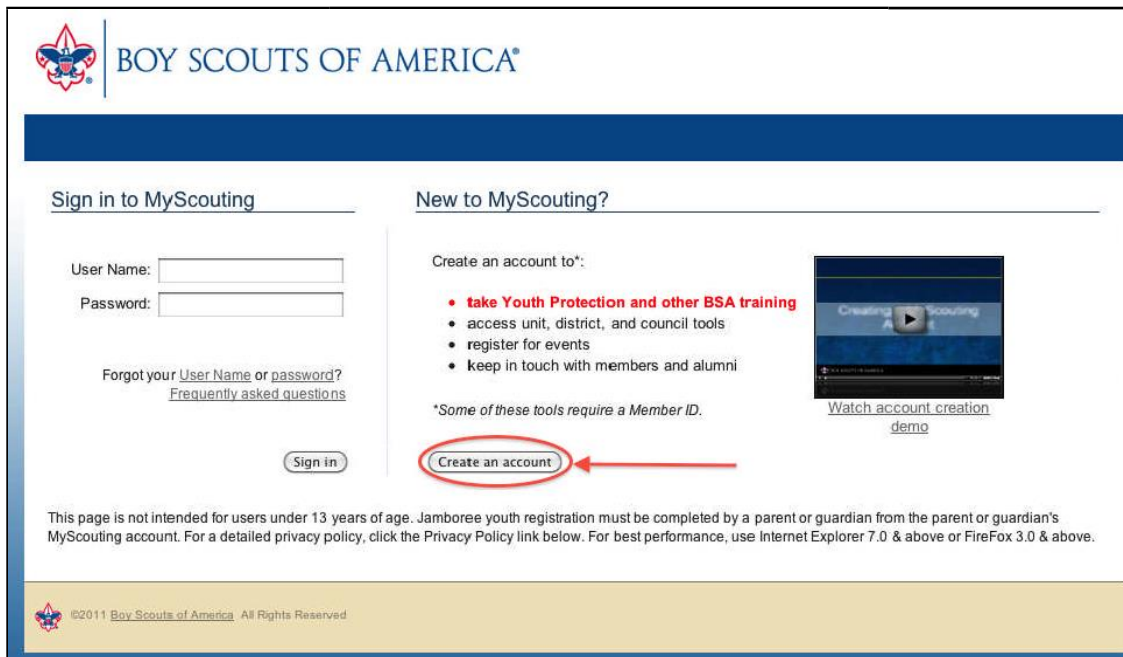 BOY SCOUTS OF AMERICA®
Sign in to MyScouting
User Name:
Password:
Forgot your User Name or password?
Frequently asked questions
Sign in
New to MyScouting?
Create an account to*:
• take Youth Protection and other BSA training
• access unit, district, and council tools
• register for events
• keep in touch with members and alumni
*Some of these tools require a Member ID.
Create an account
Creating
Scouting
Watch account creation
demo
This page is not intended for users under 13 years of age. Jamboree youth registration must be completed by a parent or guardian from the parent or guardian's
MyScouting account. For a detailed privacy policy, click the Privacy Policy link below. For best performance, use Internet Explorer 7.0 & above or FireFox 3.0 & above.
©2011 Boy Scouts of America All Rights Reserved